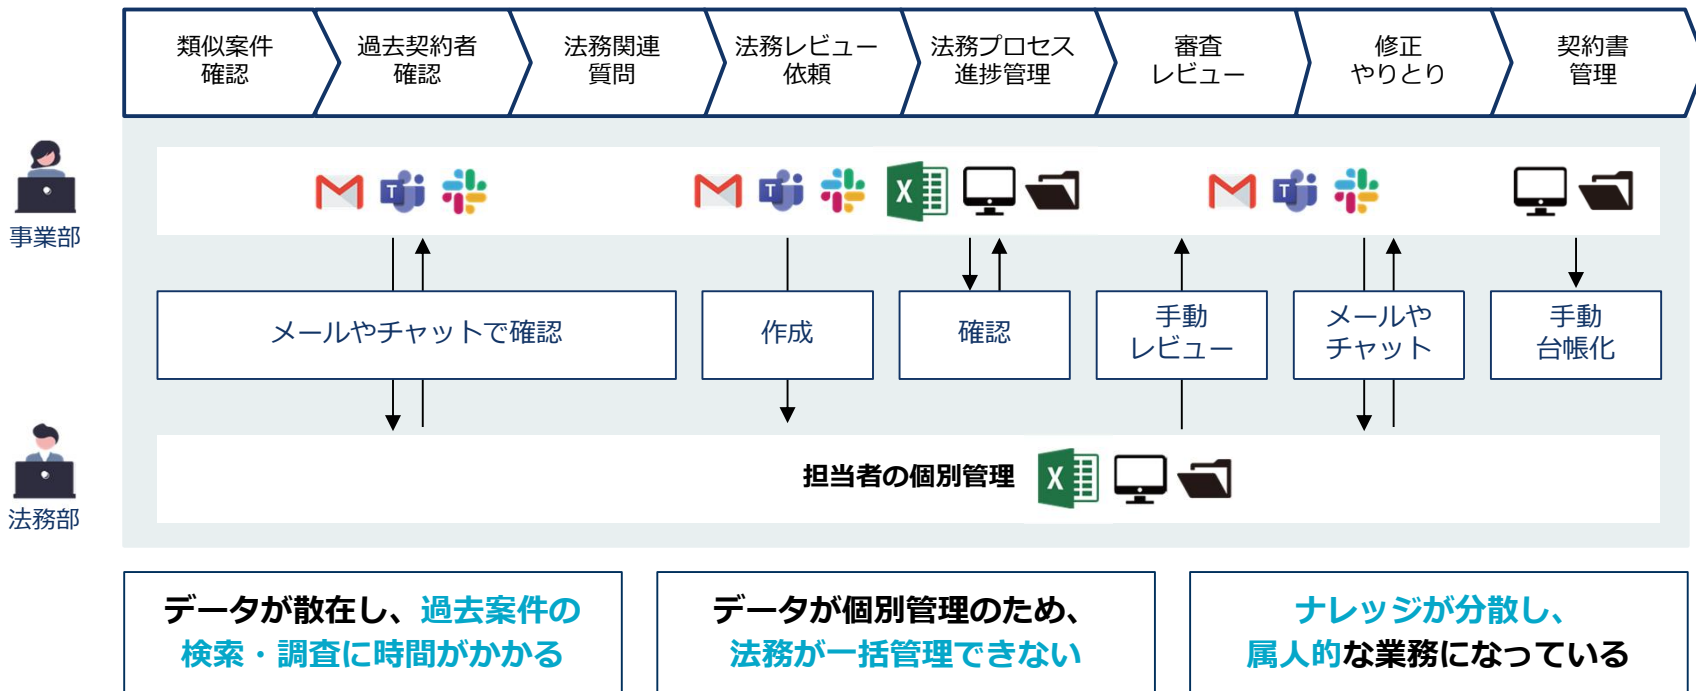 類似案件
確認
過去契約者
確認
法務関連
質問
法務レビュー
依頼
法務プロセス
進捗管理
審査
レビュー
修正
やりとり
契約書
管理
事業部
メールやチャットで確認
作成
確認
手動
レビュー
メールや
チャット
手動
台帳化
法務部
担当者の個別管理
データが散在し、過去案件の
検索・調査に時間がかかる
データが個別管理のため、
法務が一括管理できない
ナレッジが分散し、
属人的な業務になっている